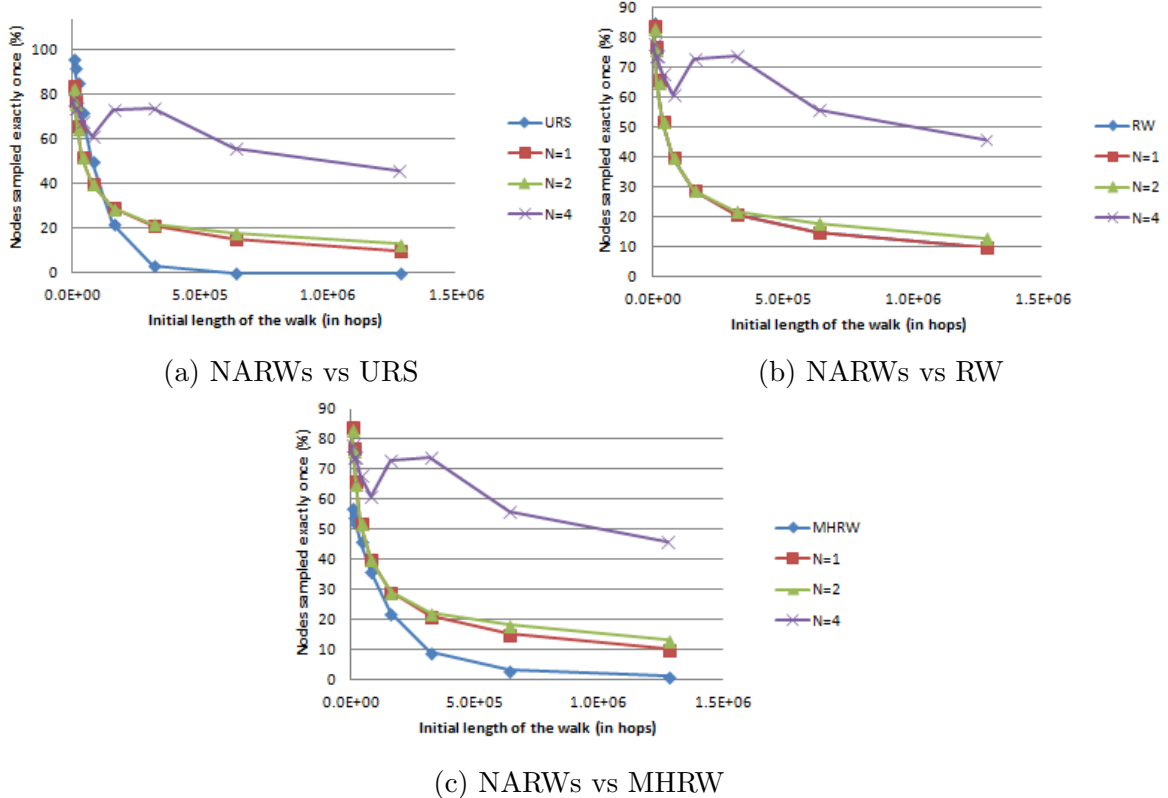 Nodes sampled exactly once (%)
100
80
60
40
20
0
0.0E+00
5.0E+05
1.0E+06
1.5E+06
Initial length of the walk (in hops)
URS
N=1
N=2
N=4
(a) NARWs vs URS
Nodes sampled exactly once (%)
90
80
70
60
50
40
30
20
10
0
0.0E+00
5.0E+05
1.0E+06
1.5E+06
Initial length of the walk (in hops)
RW
N=1
N=2
N=4
(b) NARWs vs RW
Nodes sampled exactly once (%)
90
80
70
60
50
40
30
20
10
0
0.0E+00
5.0E+05
1.0E+06
1.5E+06
Initial length of the walk (in hops)
MHRW
N=1
N=2
N=4
(c) NARWs vs MHRW